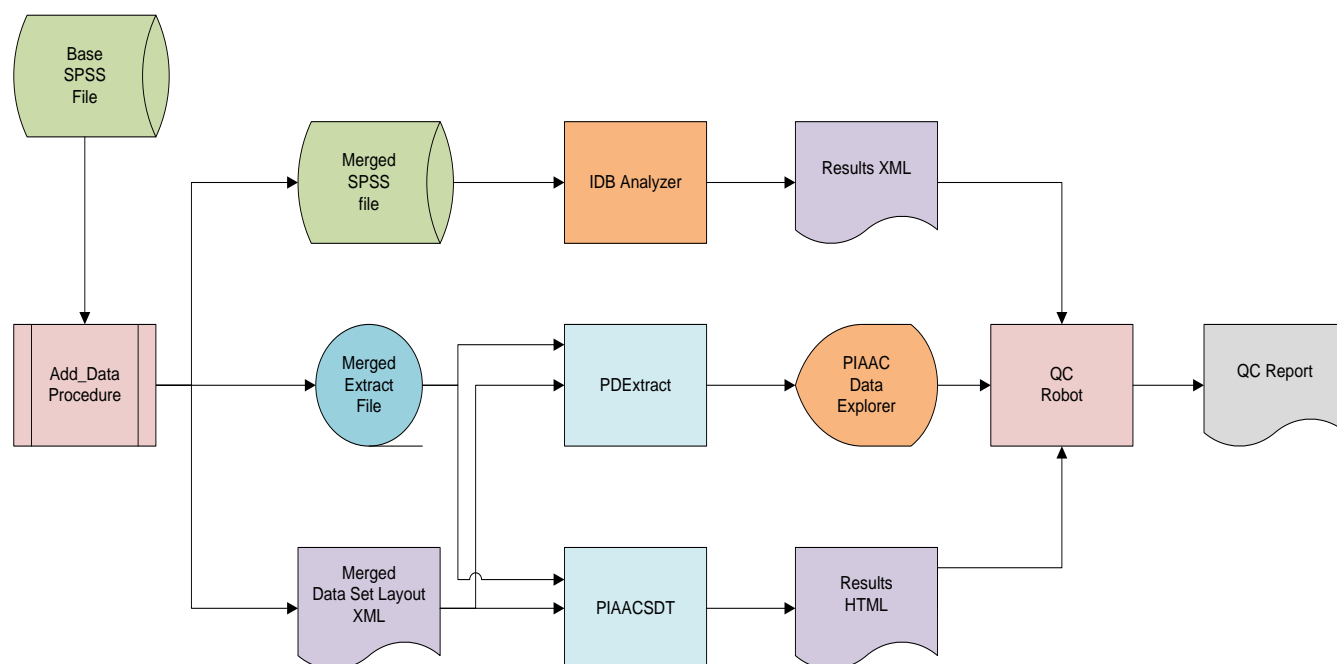 Base
SPSS
File
Merged
SPSS
file
IDB Analyzer
Results XML
Add_Data
Procedure
Merged
Extract
File
PDExtract
PIAAC
Data
Explorer
QC
Robot
QC Report
Merged
Data Set Layout
XML
PIAACSDT
Results
HTML